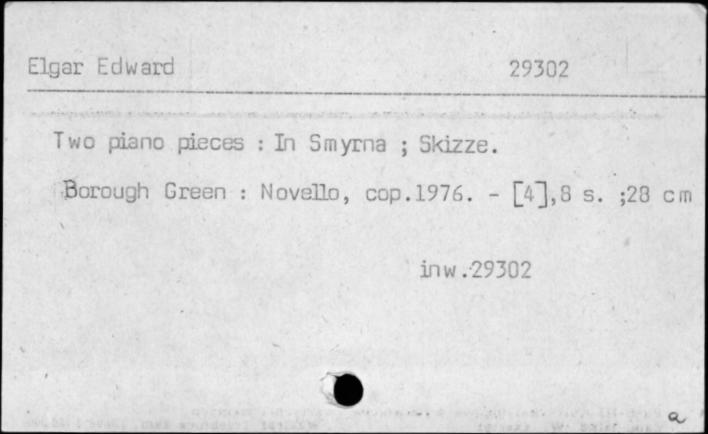 Elgar Edward 29302
Two piano pieces : In Smyrna ; Skizze.
Borough Green : Novello, cop.1976. - [4],8 s. ;28 cm
inw.29302
a